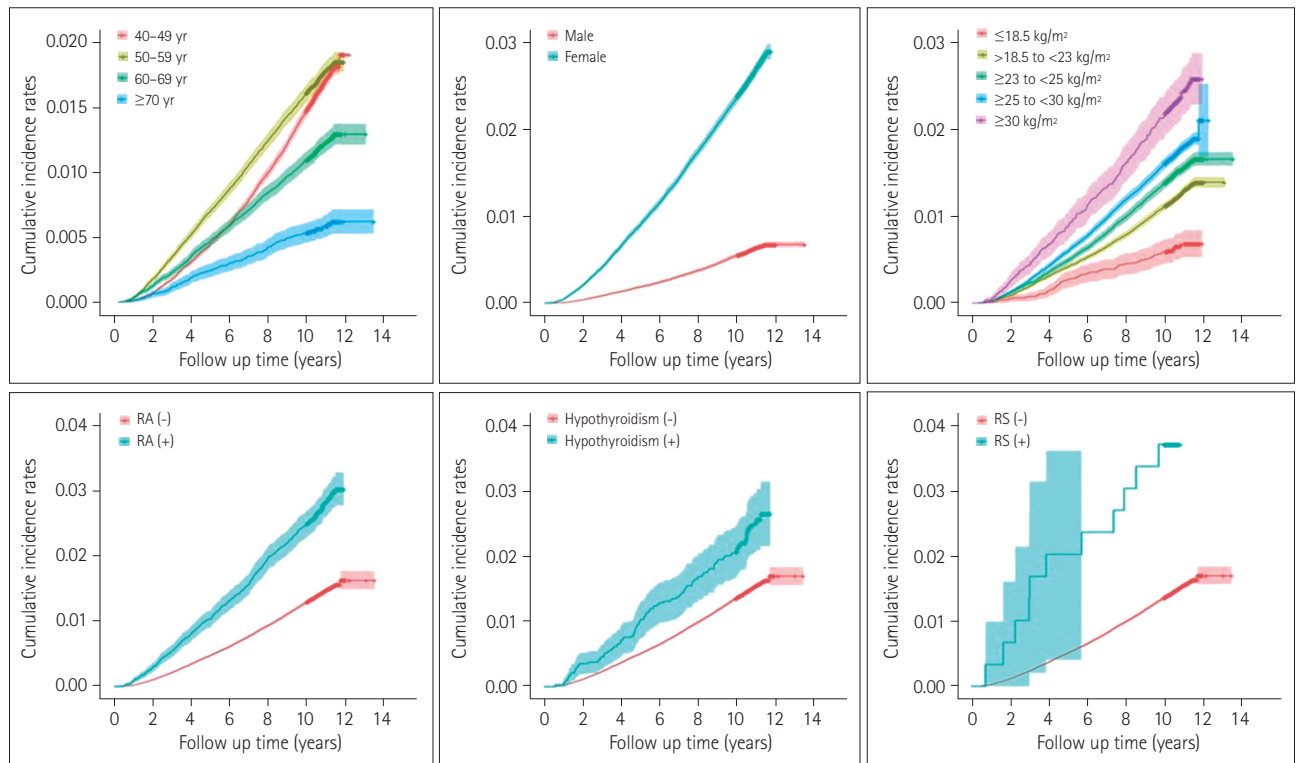 Cumulative incidence rates
0.020
0.015
0.010
0.005
0.000
40–49 yr
50–59 yr
60–69 yr
≥70 yr
0 2 4 6 8 10 12 14
Follow up time (years)
Cumulative incidence rates
0.03
0.02
0.01
0.00
Male
Female
0 2 4 6 8 10 12 14
Follow up time (years)
Cumulative incidence rates
0.03
0.02
0.01
0.00
≤18.5 kg/m²
>18.5 to <23 kg/m²
≥23 to <25 kg/m²
≥25 to <30 kg/m²
≥30 kg/m²
0 2 4 6 8 10 12 14
Follow up time (years)
Cumulative incidence rates
0.04
0.03
0.02
0.01
0.00
RA (-)
RA (+)
0 2 4 6 8 10 12 14
Follow up time (years)
Cumulative incidence rates
0.04
0.03
0.02
0.01
0.00
Hypothyroidism (-)
Hypothyroidism (+)
0 2 4 6 8 10 12 14
Follow up time (years)
Cumulative incidence rates
0.04
0.03
0.02
0.01
0.00
RS (-)
RS (+)
0 2 4 6 8 10 12 14
Follow up time (years)